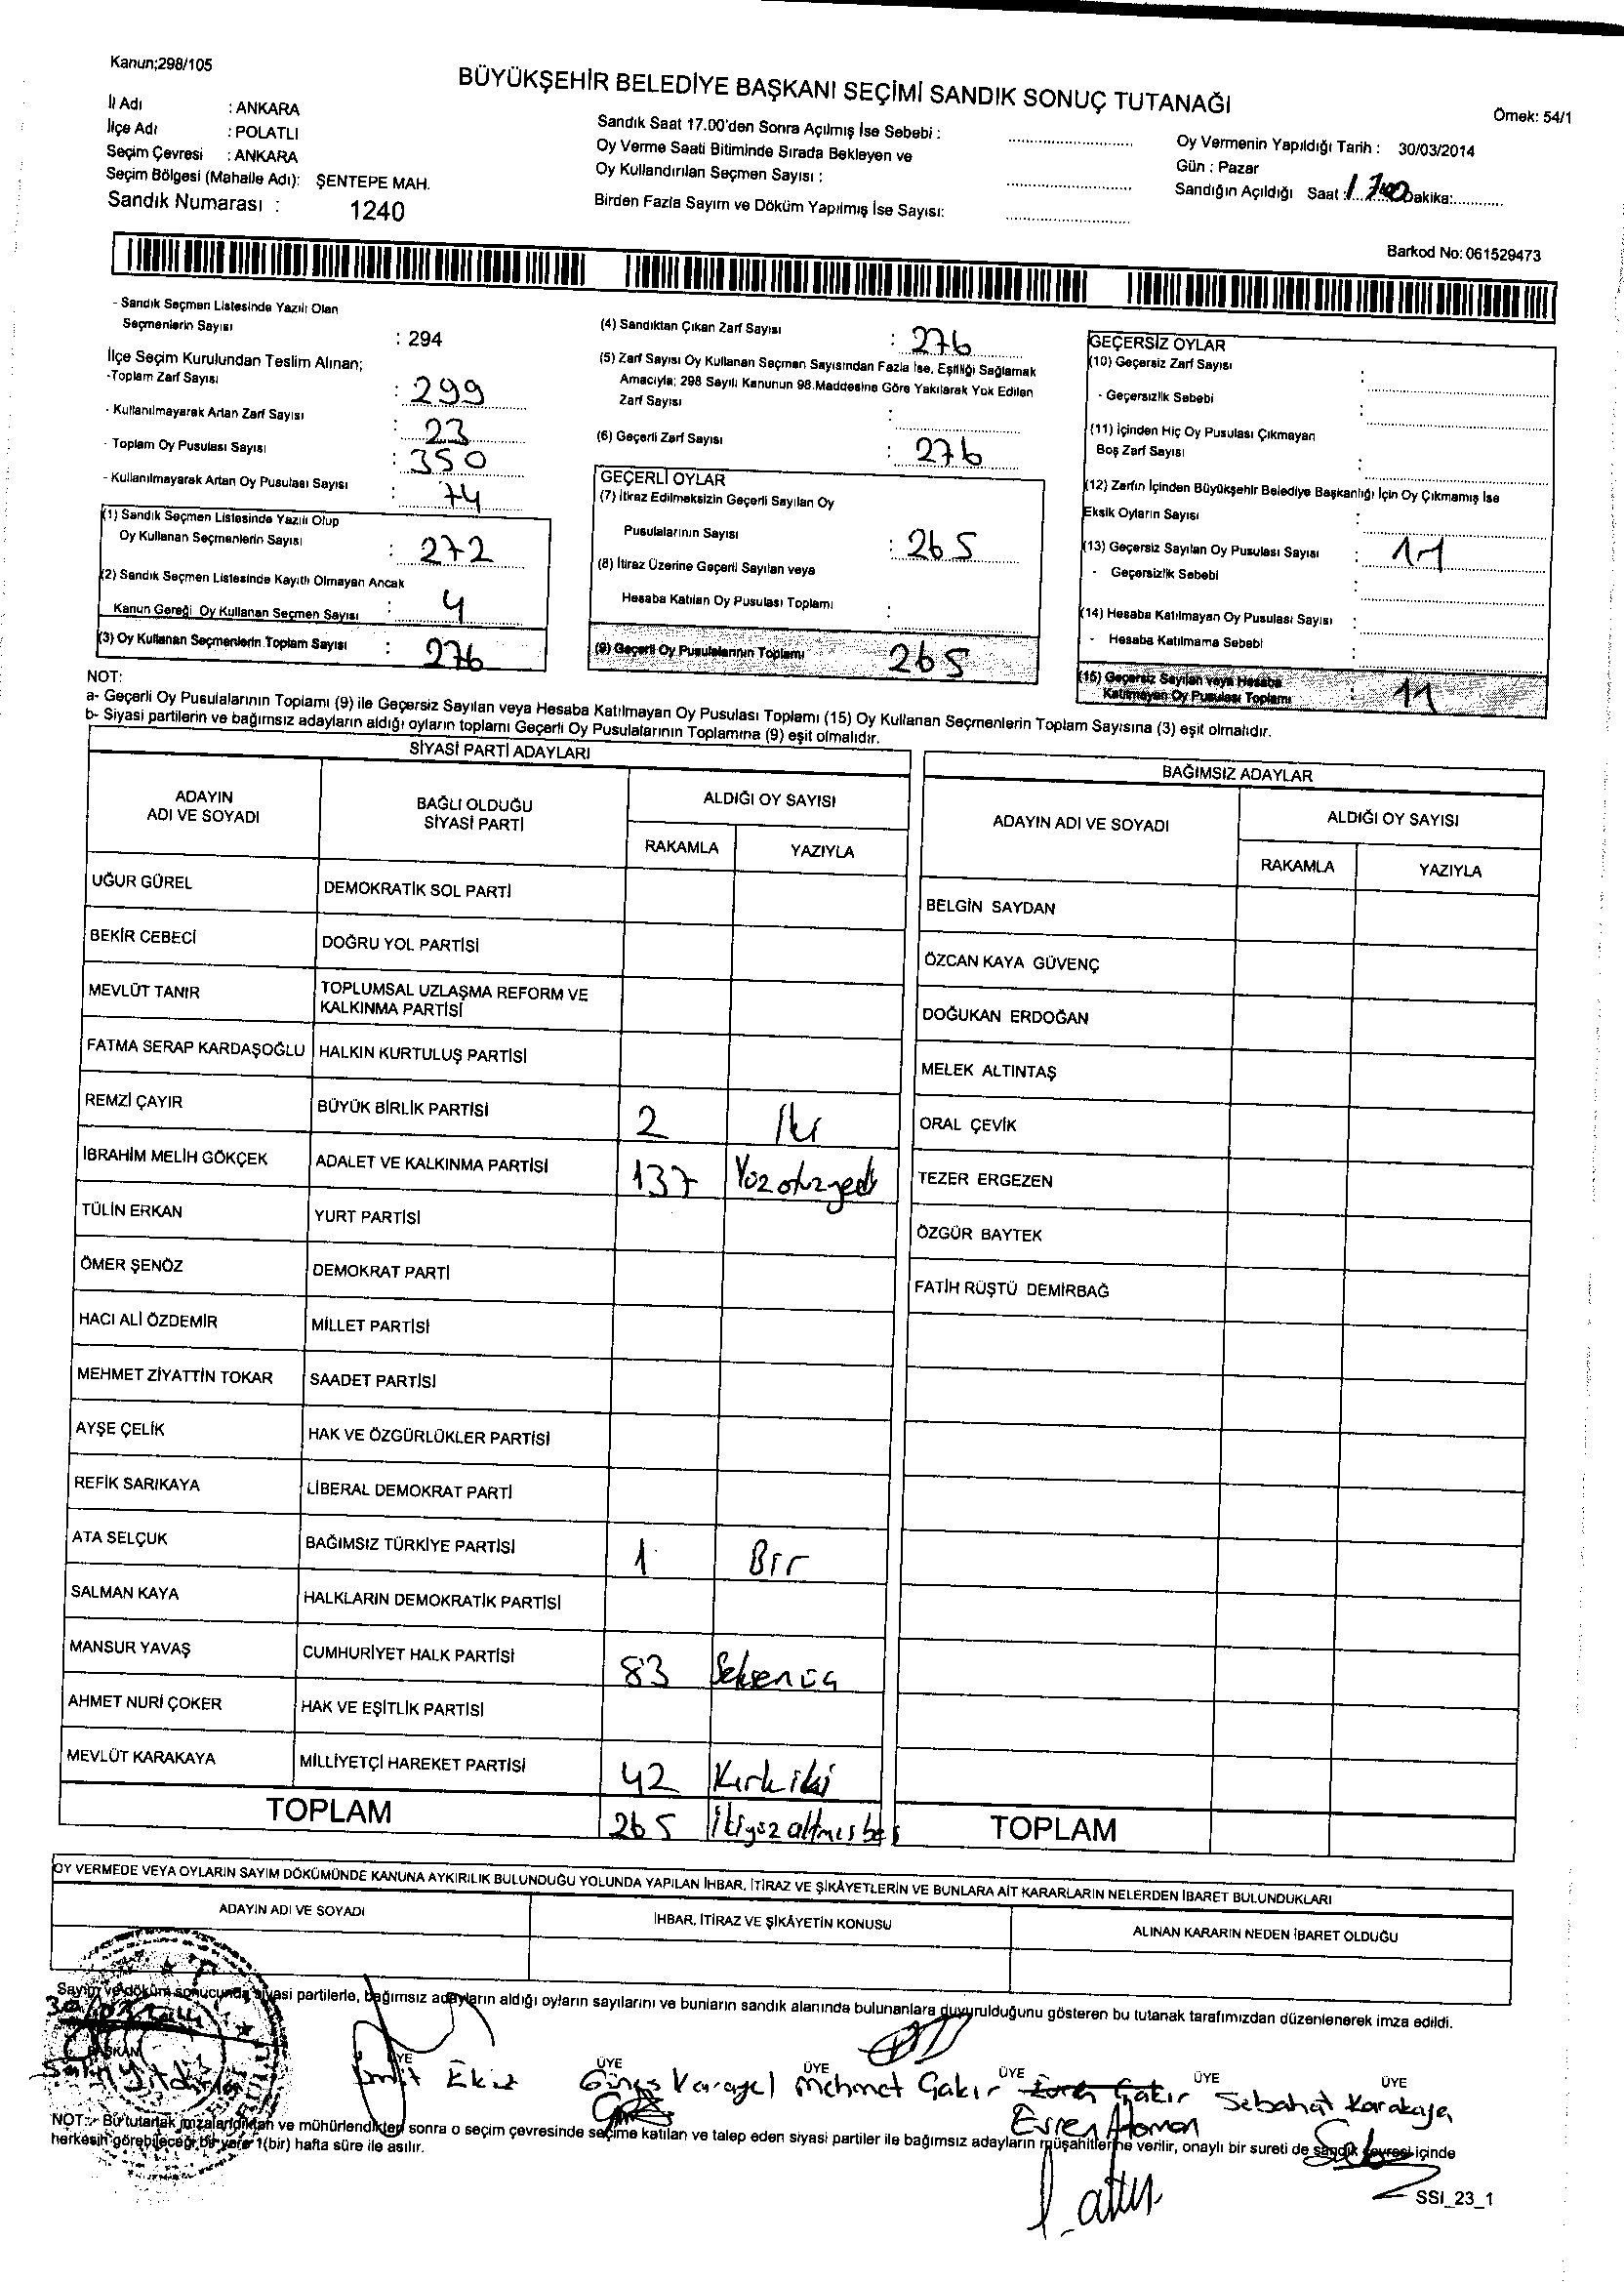 Kanun;298/105
BÜYÜKŞEHİR BELEDİYE BAŞKANI SEÇİMİ SANDIK SONUÇ TUTANAĞI
Örnek: 54/1
İl Adı : ANKARA
İlçe Adı : POLATLI
Seçim Çevresi : ANKARA
Seçim Bölgesi (Mahalle Adı): ŞENTEPE MAH.
Sandık Numarası : 1240
Sandık Saat 17.00'den Sonra Açılmış İse Sebebi :
Oy Verme Saati Bitiminde Sırada Bekleyen ve
Oy Kullandırılan Seçmen Sayısı :
Birden Fazla Sayım ve Döküm Yapılmış İse Sayısı:
Oy Vermenin Yapıldığı Tarih : 30/03/2014
Gün : Pazar
Sandığın Açıldığı Saat : 1700 Dakika:
Barkod No: 061529473
- Sandık Seçmen Listesinde Yazılı Olan
Seçmenlerin Sayısı : 294
İlçe Seçim Kurulundan Teslim Alınan;
-Toplam Zarf Sayısı : 299
- Kullanılmayarak Artan Zarf Sayısı : 23
- Toplam Oy Pusulası Sayısı : 350
- Kullanılmayarak Artan Oy Pusulası Sayısı : 74
(1) Sandık Seçmen Listesinde Yazılı Olup
Oy Kullanan Seçmenlerin Sayısı : 272
(2) Sandık Seçmen Listesinde Kayıtlı Olmayan Ancak
Kanun Gereği Oy Kullanan Seçmen Sayısı : 4
(3) Oy Kullanan Seçmenlerin Toplam Sayısı : 276
(4) Sandıktan Çıkan Zarf Sayısı : 276
(5) Zarf Sayısı Oy Kullanan Seçmen Sayısından Fazla İse, Eşitliği Sağlamak
Amacıyla; 298 Sayılı Kanunun 98.Maddesine Göre Yakılarak Yok Edilen
Zarf Sayısı :
(6) Geçerli Zarf Sayısı : 276
GEÇERLİ OYLAR
(7) İtiraz Edilmeksizin Geçerli Sayılan Oy
Pusulalarının Sayısı : 265
(8) İtiraz Üzerine Geçerli Sayılan veya
Hesaba Katılan Oy Pusulası Toplamı :
(9) Geçerli Oy Pusulalarının Toplamı 265
GEÇERSİZ OYLAR
(10) Geçersiz Zarf Sayısı :
- Geçersizlik Sebebi :
(11) İçinden Hiç Oy Pusulası Çıkmayan
Boş Zarf Sayısı :
(12) Zarfın İçinden Büyükşehir Belediye Başkanlığı İçin Oy Çıkmamış İse
Eksik Oyların Sayısı :
(13) Geçersiz Sayılan Oy Pusulası Sayısı : 11
- Geçersizlik Sebebi :
(14) Hesaba Katılmayan Oy Pusulası Sayısı :
- Hesaba Katılmama Sebebi :
(15) Geçersiz Sayılan veya Hesaba
Katılmayan Oy Pusulası Toplamı : 11
NOT:
a- Geçerli Oy Pusulalarının Toplamı (9) ile Geçersiz Sayılan veya Hesaba Katılmayan Oy Pusulası Toplamı (15) Oy Kullanan Seçmenlerin Toplam Sayısına (3) eşit olmalıdır.
b- Siyasi partilerin ve bağımsız adayların aldığı oyların toplamı Geçerli Oy Pusulalarının Toplamına (9) eşit olmalıdır.
SİYASİ PARTİ ADAYLARI
ADAYIN ADI VE SOYADI
BAĞLI OLDUĞU SİYASİ PARTİ
ALDIĞI OY SAYISI
RAKAMLA YAZIYLA
UĞUR GÜREL DEMOKRATİK SOL PARTİ
BEKİR CEBECİ DOĞRU YOL PARTİSİ
MEVLÜT TANIR TOPLUMSAL UZLAŞMA REFORM VE
KALKINMA PARTİSİ
FATMA SERAP KARDAŞOĞLU HALKIN KURTULUŞ PARTİSİ
REMZİ ÇAYIR BÜYÜK BİRLİK PARTİSİ 2 İki
İBRAHİM MELİH GÖKÇEK ADALET VE KALKINMA PARTİSİ 137 Yüzotuzyedi
TÜLİN ERKAN YURT PARTİSİ
ÖMER ŞENÖZ DEMOKRAT PARTİ
HACI ALİ ÖZDEMİR MİLLET PARTİSİ
MEHMET ZİYATTİN TOKAR SAADET PARTİSİ
AYŞE ÇELİK HAK VE ÖZGÜRLÜKLER PARTİSİ
REFİK SARIKAYA LİBERAL DEMOKRAT PARTİ
ATA SELÇUK BAĞIMSIZ TÜRKİYE PARTİSİ 1 Bir
SALMAN KAYA HALKLARIN DEMOKRATİK PARTİSİ
MANSUR YAVAŞ CUMHURİYET HALK PARTİSİ 83 Seksenüç
AHMET NURİ ÇOKER HAK VE EŞİTLİK PARTİSİ
MEVLÜT KARAKAYA MİLLİYETÇİ HAREKET PARTİSİ 42 Kırkiki
TOPLAM 265 İkiyüzaltmışbeş
BAĞIMSIZ ADAYLAR
ADAYIN ADI VE SOYADI
ALDIĞI OY SAYISI
RAKAMLA YAZIYLA
BELGİN SAYDAN
ÖZCAN KAYA GÜVENÇ
DOĞUKAN ERDOĞAN
MELEK ALTINTAŞ
ORAL ÇEVİK
TEZER ERGEZEN
ÖZGÜR BAYTEK
FATİH RÜŞTÜ DEMİRBAĞ
TOPLAM
OY VERMEDE VEYA OYLARIN SAYIM DÖKÜMÜNDE KANUNA AYKIRILIK BULUNDUĞU YOLUNDA YAPILAN İHBAR, İTİRAZ VE ŞİKÂYETLERİN VE BUNLARA AİT KARARLARIN NELERDEN İBARET BULUNDUKLARI
ADAYIN ADI VE SOYADI
İHBAR, İTİRAZ VE ŞİKÂYETİN KONUSU
ALINAN KARARIN NEDEN İBARET OLDUĞU
Sayım ve döküm sonucunda siyasi partilerle, bağımsız adayların aldığı oyların sayılarını ve bunların sandık alanında bulunanlara duyurulduğunu gösteren bu tutanak tarafımızdan düzenlenerek imza edildi.
BAŞKAN ÜYE ÜYE ÜYE ÜYE ÜYE ÜYE
Ümit Ekiz Güneş Karagel Mehmet Çakır Sebahat Karakaya
Evren Ataman
NOT:- Bu tutanak imzalandıktan ve mühürlendikten sonra o seçim çevresinde seçime katılan ve talep eden siyasi partiler ile bağımsız adayların müşahitlerine verilir, onaylı bir sureti de sandık çevresi içinde
herkesin görebileceği bir yere 1(bir) hafta süre ile asılır.
SSI_23_1